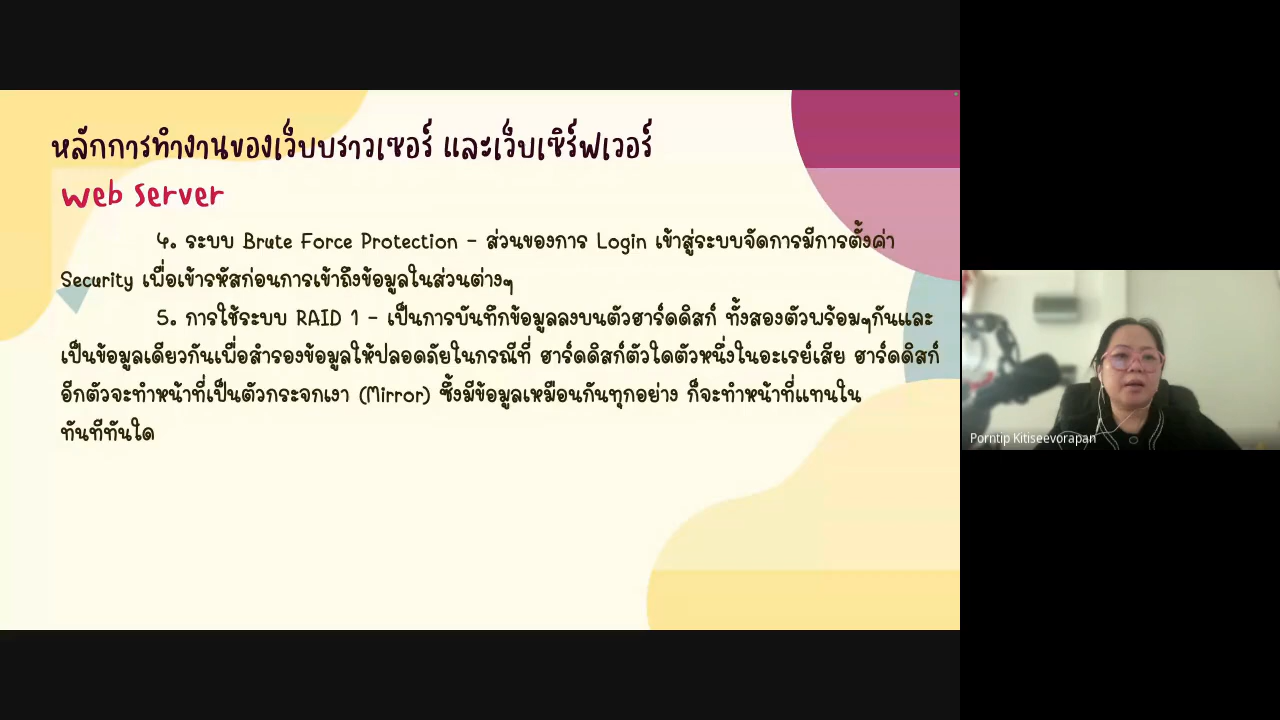 หลักการทำงานของเว็บบราวเซอร์ และเว็บเซิร์ฟเวอร์
Web Server
4. ระบบ Brute Force Protection - ส่วนของการ Login เข้าสู่ระบบจัดการมีการตั้งค่า
Security เพื่อเข้ารหัสก่อนการเข้าถึงข้อมูลในส่วนต่างๆ
5. การใช้ระบบ RAID 1 - เป็นการบันทึกข้อมูลลงบนตัวฮาร์ดดิสก์ ทั้งสองตัวพร้อมๆกันและ
เป็นข้อมูลเดียวกันเพื่อสำรองข้อมูลให้ปลอดภัยในกรณีที่ ฮาร์ดดิสก์ตัวใดตัวหนึ่งในอะเรย์เสีย ฮาร์ดดิสก์
อีกตัวจะทำหน้าที่เป็นตัวกระจกเงา (Mirror) ซึ้งมีข้อมูลเหมือนกันทุกอย่าง ก็จะทำหน้าที่แทนใน
ทันทีทันใด
Porntip Kitiseevorapan